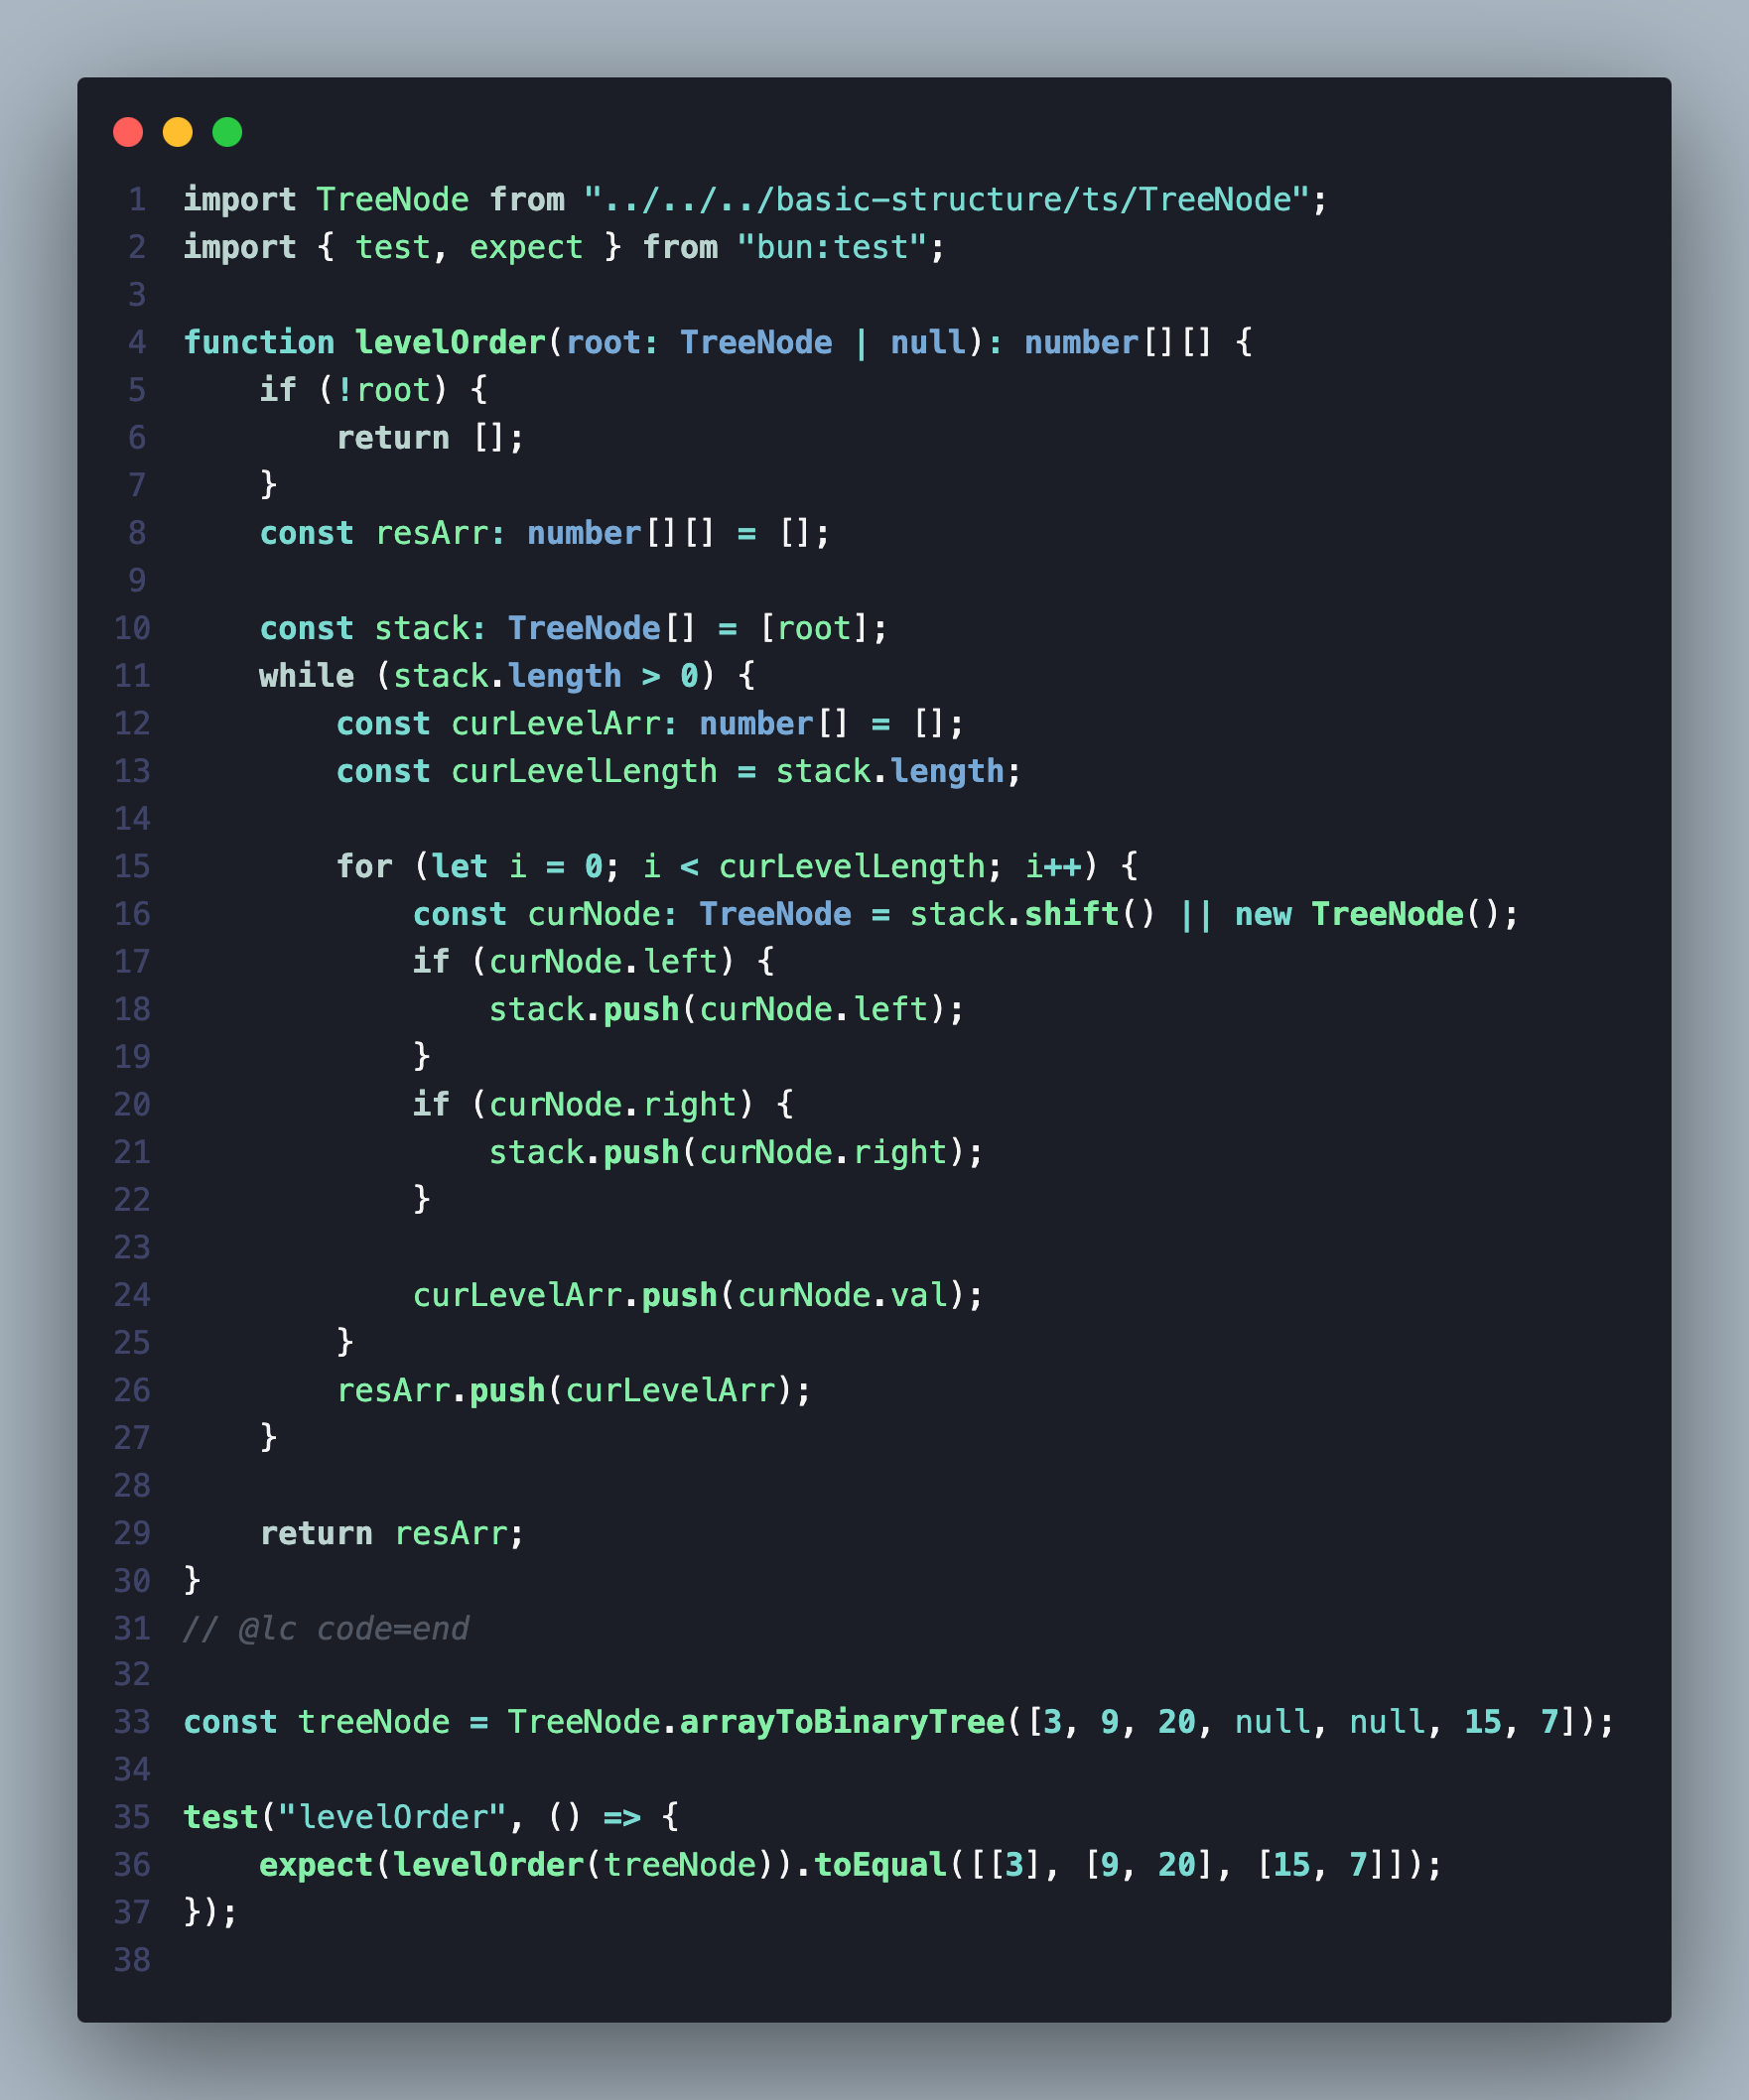 1 import TreeNode from "../../../basic-structure/ts/TreeNode";
2 import { test, expect } from "bun:test";
3
4 function levelOrder(root: TreeNode | null): number[][] {
5     if (!root) {
6         return [];
7     }
8     const resArr: number[][] = [];
9
10     const stack: TreeNode[] = [root];
11     while (stack.length > 0) {
12         const curLevelArr: number[] = [];
13         const curLevelLength = stack.length;
14
15         for (let i = 0; i < curLevelLength; i++) {
16             const curNode: TreeNode = stack.shift() || new TreeNode();
17             if (curNode.left) {
18                 stack.push(curNode.left);
19             }
20             if (curNode.right) {
21                 stack.push(curNode.right);
22             }
23
24             curLevelArr.push(curNode.val);
25         }
26         resArr.push(curLevelArr);
27     }
28
29     return resArr;
30 }
31 // @lc code=end
32
33 const treeNode = TreeNode.arrayToBinaryTree([3, 9, 20, null, null, 15, 7]);
34
35 test("levelOrder", () => {
36     expect(levelOrder(treeNode)).toEqual([[3], [9, 20], [15, 7]]);
37 });
38